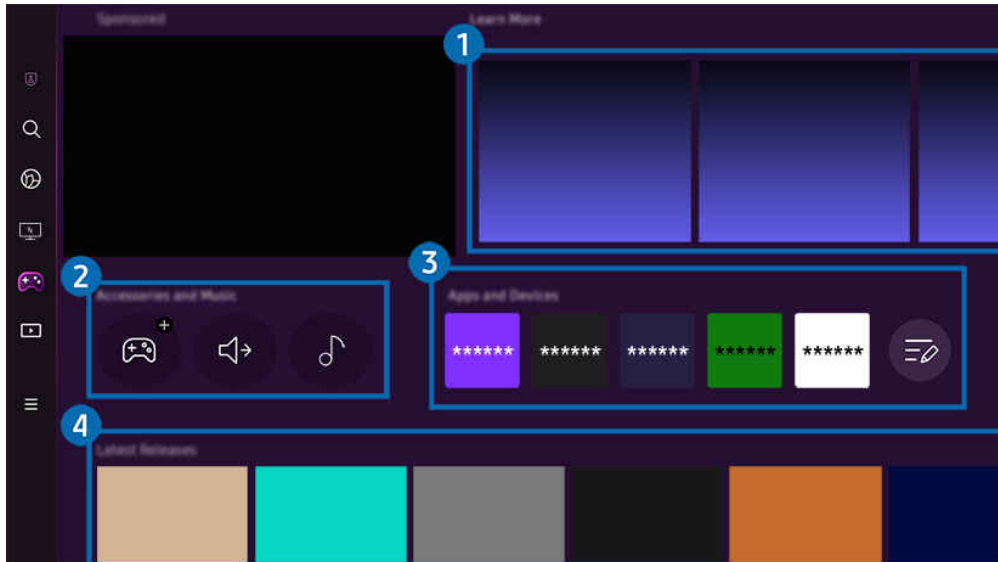 Sponsored
Learn More
1
2
3
Accessories and Music
Apps and Devices
****** ****** ****** ****** ******
4
Latest Releases